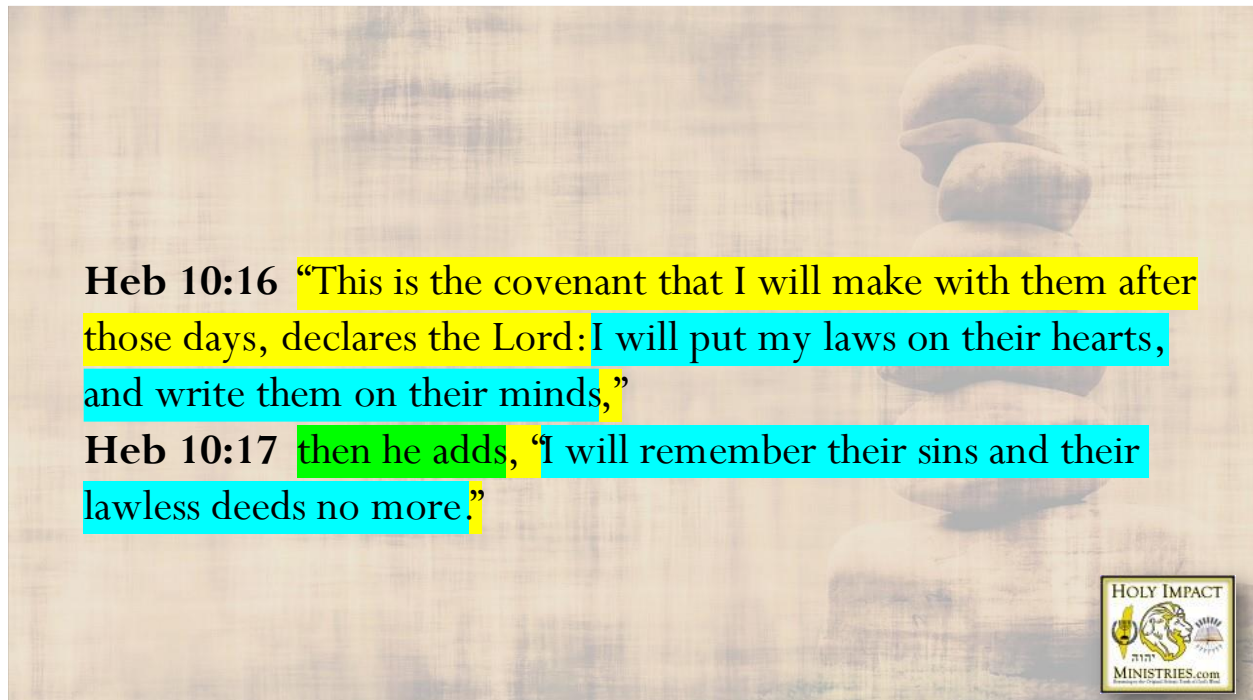 Heb 10:16 “This is the covenant that I will make with them after
those days, declares the Lord: I will put my laws on their hearts,
and write them on their minds,”
Heb 10:17 then he adds, “I will remember their sins and their
lawless deeds no more.”
HOLY IMPACT
יהוה
MINISTRIES.com